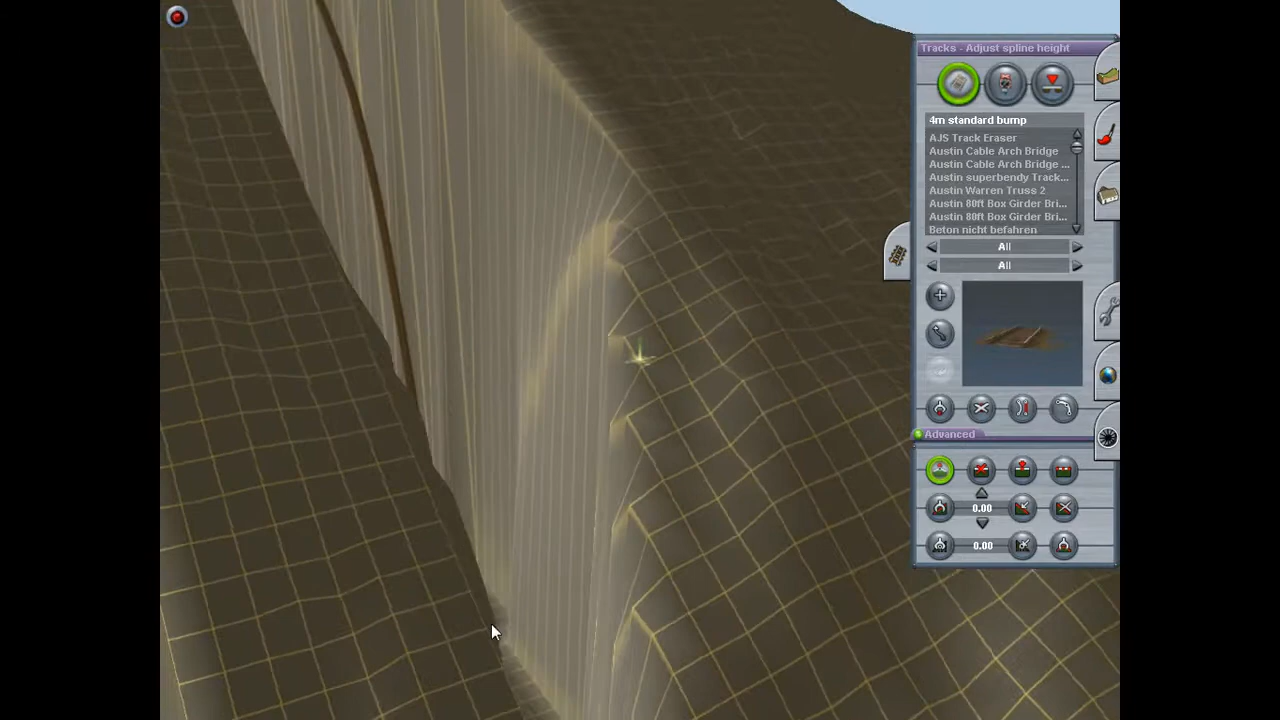 Tracks - Adjust spline height
4m standard bump
AJS Track Eraser
Austin Cable Arch Bridge
Austin Cable Arch Bridge ...
Austin superbendy Track...
Austin Warren Truss 2
Austin 80ft Box Girder Bri...
Austin 80ft Box Girder Bri...
Beton nicht befahren
All
All
Advanced
0.00
0.00